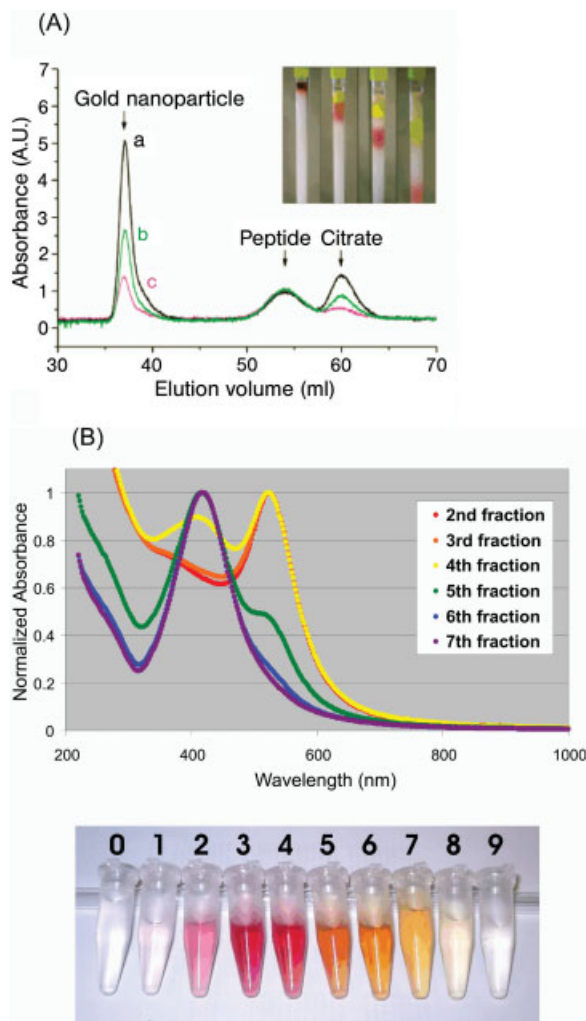 (A)
7
6
5
4
3
2
1
0
Absorbance (A.U.)
Gold nanoparticle
a
b
c
Peptide Citrate
30 40 50 60 70
Elution volume (ml)
(B)
1
0.8
0.6
0.4
0.2
0
Normalized Absorbance
2nd fraction
3rd fraction
4th fraction
5th fraction
6th fraction
7th fraction
200 400 600 800 1000
Wavelength (nm)
0 1 2 3 4 5 6 7 8 9